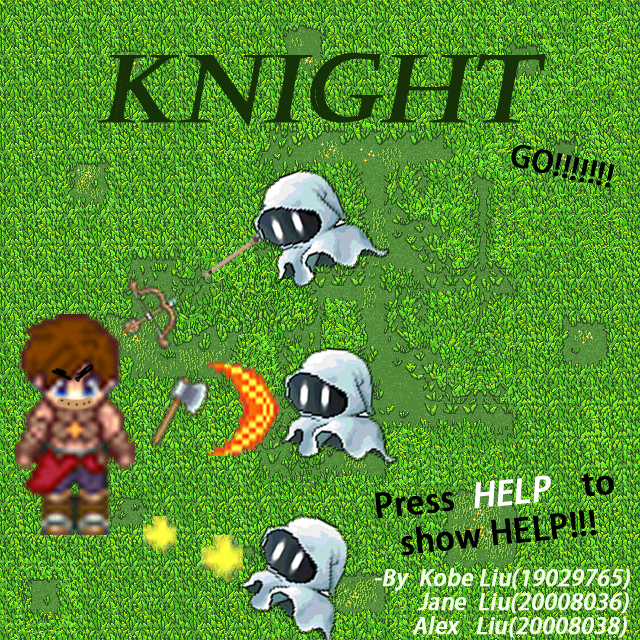 KNIGHT
GO!!!!!!!
Press HELP to
show HELP!!!
-By Kobe Liu(19029765)
Jane Liu(20008036)
Alex Liu(20008038)